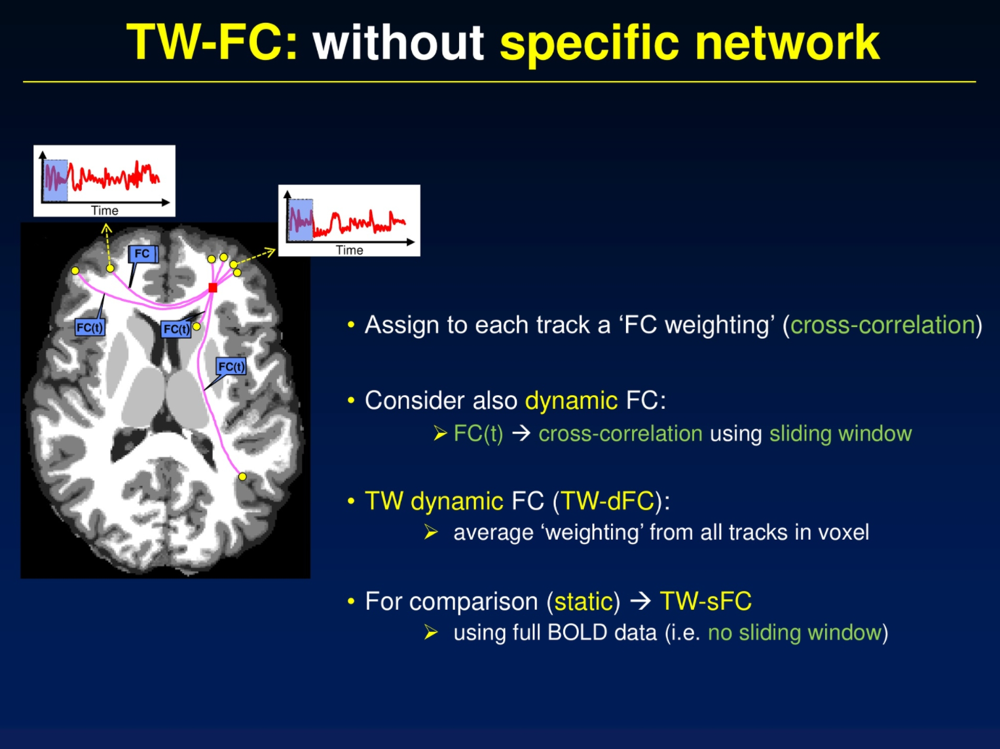 TW-FC: without specific network
Time
Time
FC
FC(t)
FC(t)
FC(t)
• Assign to each track a ‘FC weighting’ (cross-correlation)
• Consider also dynamic FC:
➢ FC(t) → cross-correlation using sliding window
• TW dynamic FC (TW-dFC):
➢ average ‘weighting’ from all tracks in voxel
• For comparison (static) → TW-sFC
➢ using full BOLD data (i.e. no sliding window)